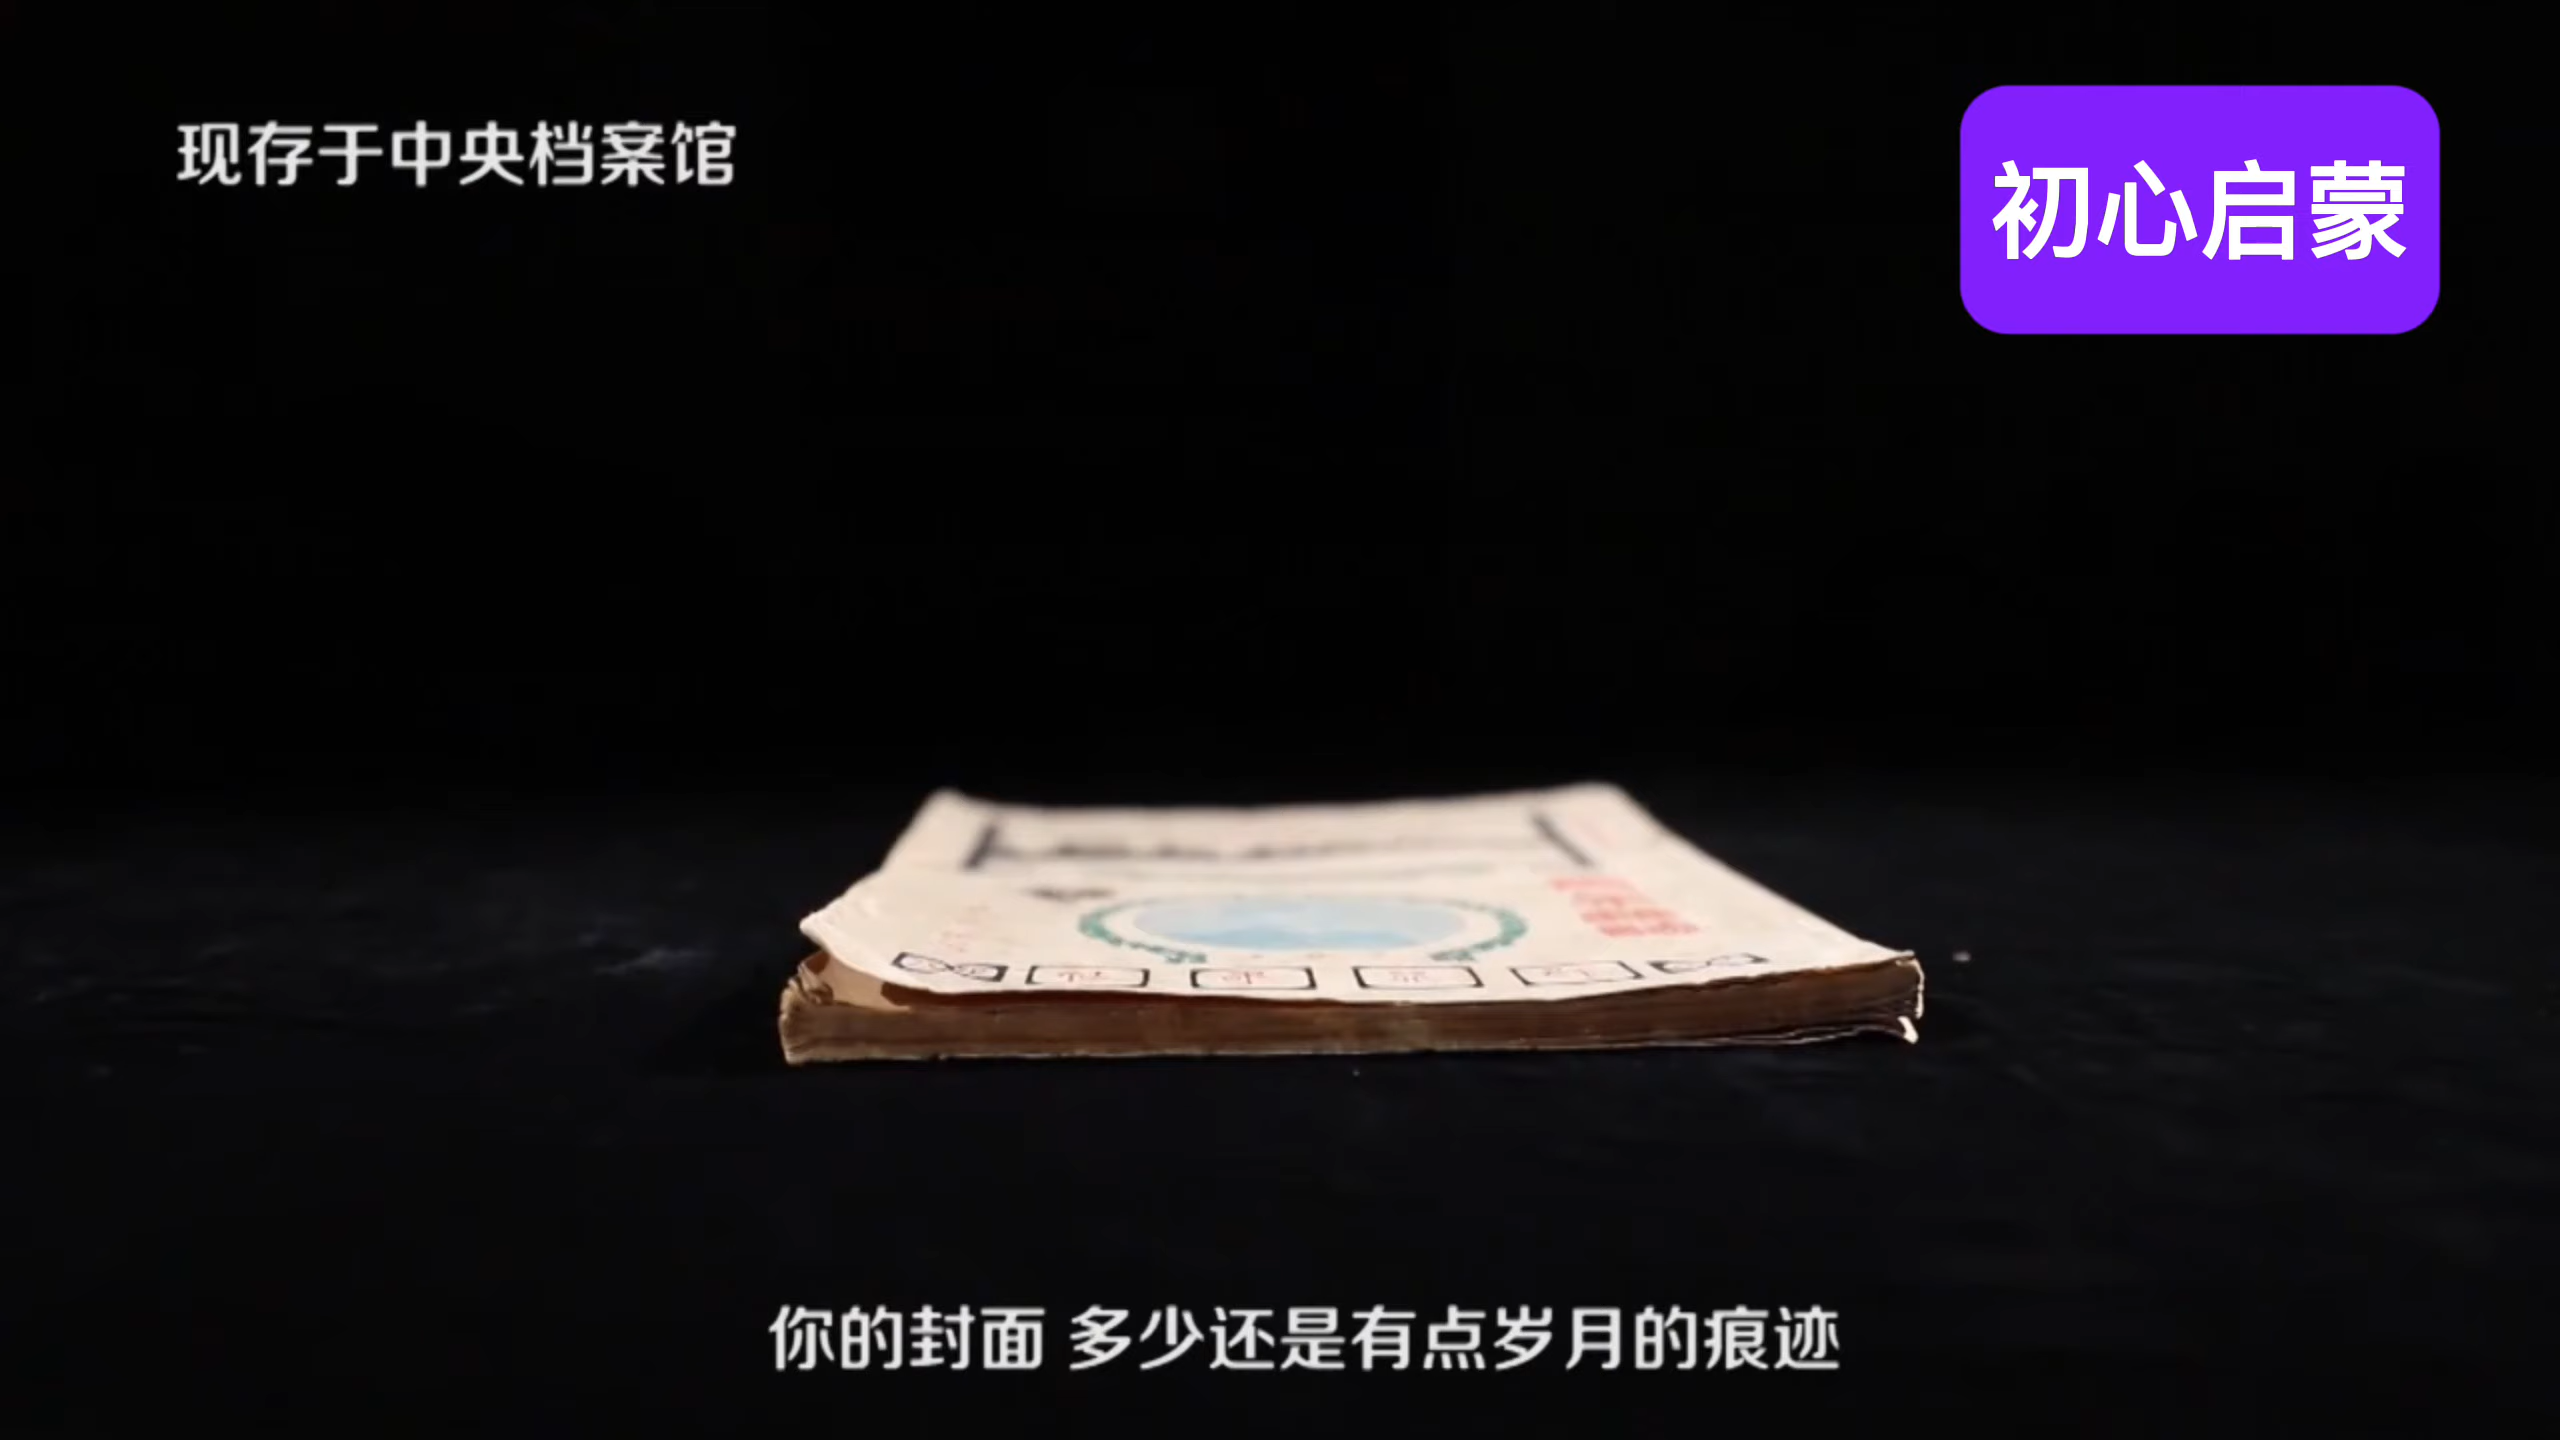 现存于中央档案馆
初心启蒙
你的封面 多少还是有点岁月的痕迹